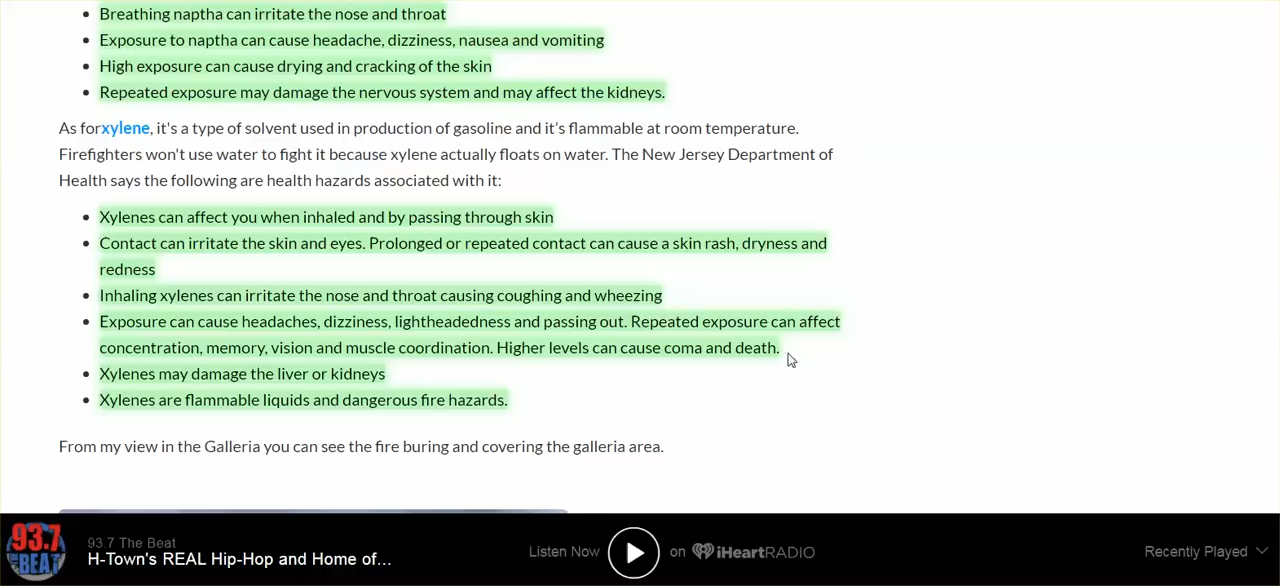 Breathing naptha can irritate the nose and throat
Exposure to naptha can cause headache, dizziness, nausea and vomiting
High exposure can cause drying and cracking of the skin
Repeated exposure may damage the nervous system and may affect the kidneys.
As forxylene, it's a type of solvent used in production of gasoline and it’s flammable at room temperature.
Firefighters won't use water to fight it because xylene actually floats on water. The New Jersey Department of
Health says the following are health hazards associated with it:
Xylenes can affect you when inhaled and by passing through skin
Contact can irritate the skin and eyes. Prolonged or repeated contact can cause a skin rash, dryness and
redness
Inhaling xylenes can irritate the nose and throat causing coughing and wheezing
Exposure can cause headaches, dizziness, lightheadedness and passing out. Repeated exposure can affect
concentration, memory, vision and muscle coordination. Higher levels can cause coma and death.
Xylenes may damage the liver or kidneys
Xylenes are flammable liquids and dangerous fire hazards.
From my view in the Galleria you can see the fire buring and covering the galleria area.
93.7 THE BEAT
93.7 The Beat
H-Town's REAL Hip-Hop and Home of...
Listen Now
on iHeartRADIO
Recently Played